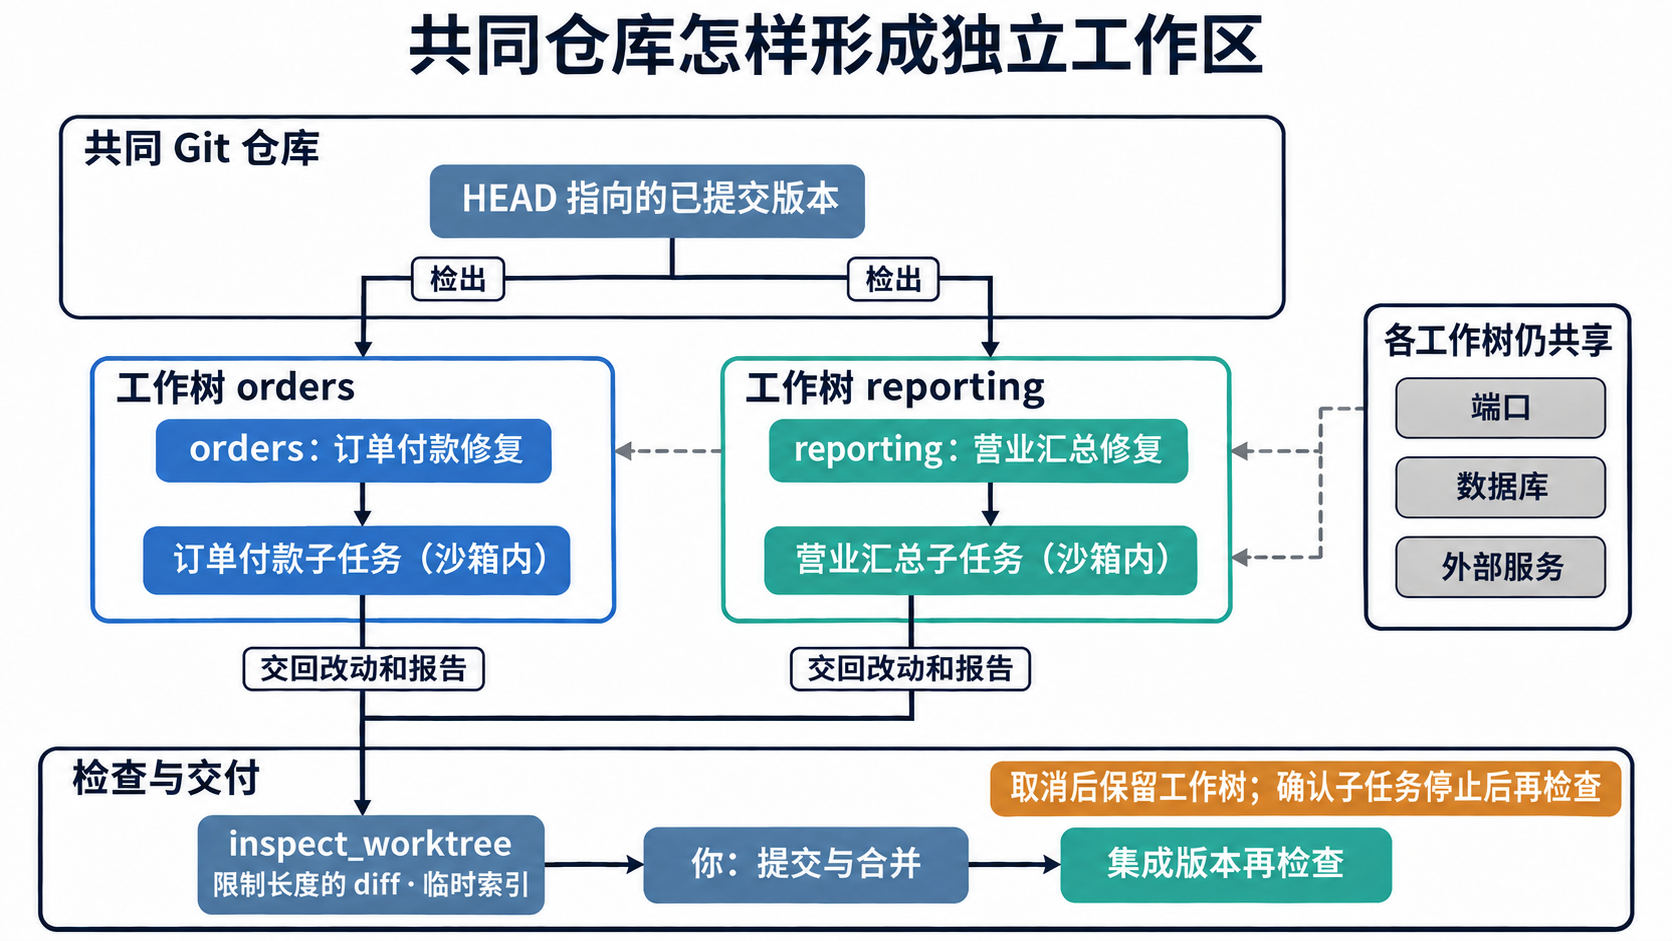 共同仓库怎样形成独立工作区
共同 Git 仓库
HEAD 指向的已提交版本
检出
检出
工作树 orders
orders：订单付款修复
订单付款子任务（沙箱内）
工作树 reporting
reporting：营业汇总修复
营业汇总子任务（沙箱内）
各工作树仍共享
端口
数据库
外部服务
交回改动和报告
交回改动和报告
检查与交付
取消后保留工作树；确认子任务停止后再检查
inspect_worktree
限制长度的 diff · 临时索引
你：提交与合并
集成版本再检查